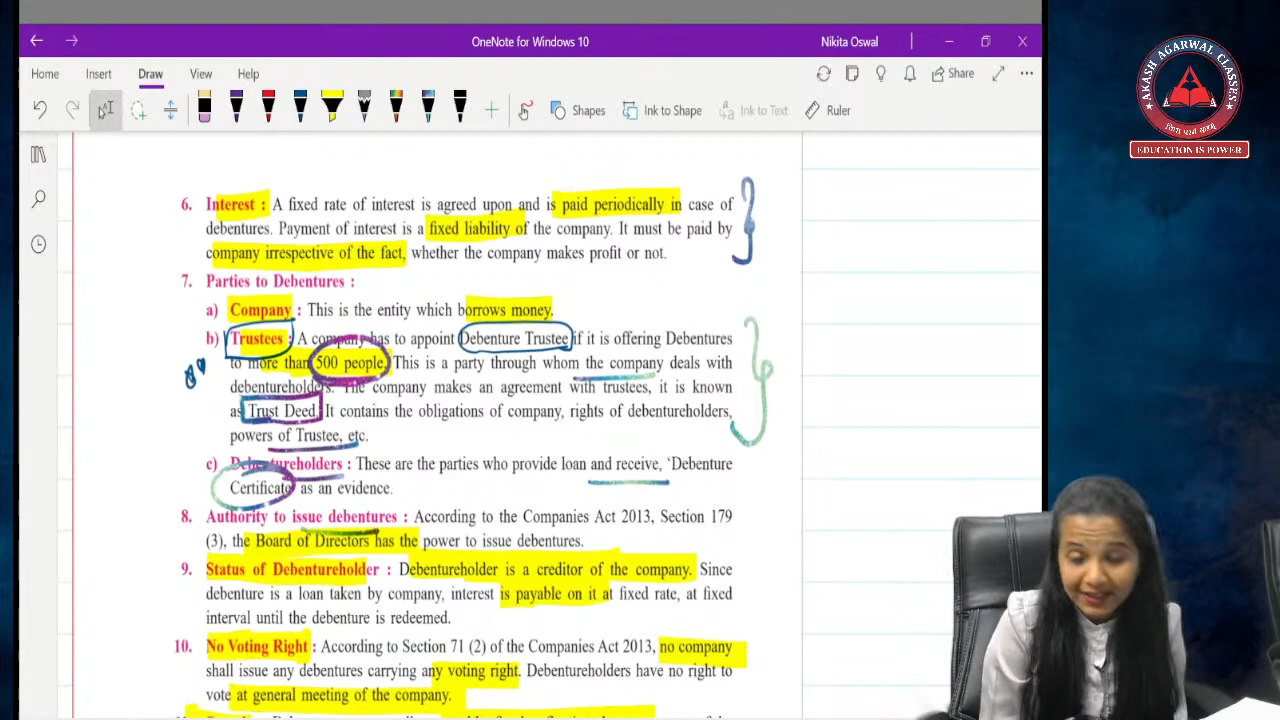 OneNote for Windows 10
Nikita Oswal
Home Insert Draw View Help
Share
Shapes
Ink to Shape
Ink to Text
Ruler
AKASH AGARWAL CLASSES
EDUCATION IS POWER
6. Interest : A fixed rate of interest is agreed upon and is paid periodically in case of
debentures. Payment of interest is a fixed liability of the company. It must be paid by
company irrespective of the fact, whether the company makes profit or not.
7. Parties to Debentures :
a) Company : This is the entity which borrows money.
b) Trustees : A company has to appoint Debenture Trustee if it is offering Debentures
to more than 500 people. This is a party through whom the company deals with
debentureholders. The company makes an agreement with trustees, it is known
as Trust Deed. It contains the obligations of company, rights of debentureholders,
powers of Trustee, etc.
c) Debentureholders : These are the parties who provide loan and receive, 'Debenture
Certificate as an evidence.
8. Authority to issue debentures : According to the Companies Act 2013, Section 179
(3), the Board of Directors has the power to issue debentures.
9. Status of Debentureholder : Debentureholder is a creditor of the company. Since
debenture is a loan taken by company, interest is payable on it at fixed rate, at fixed
interval until the debenture is redeemed.
10. No Voting Right : According to Section 71 (2) of the Companies Act 2013, no company
shall issue any debentures carrying any voting right. Debentureholders have no right to
vote at general meeting of the company.